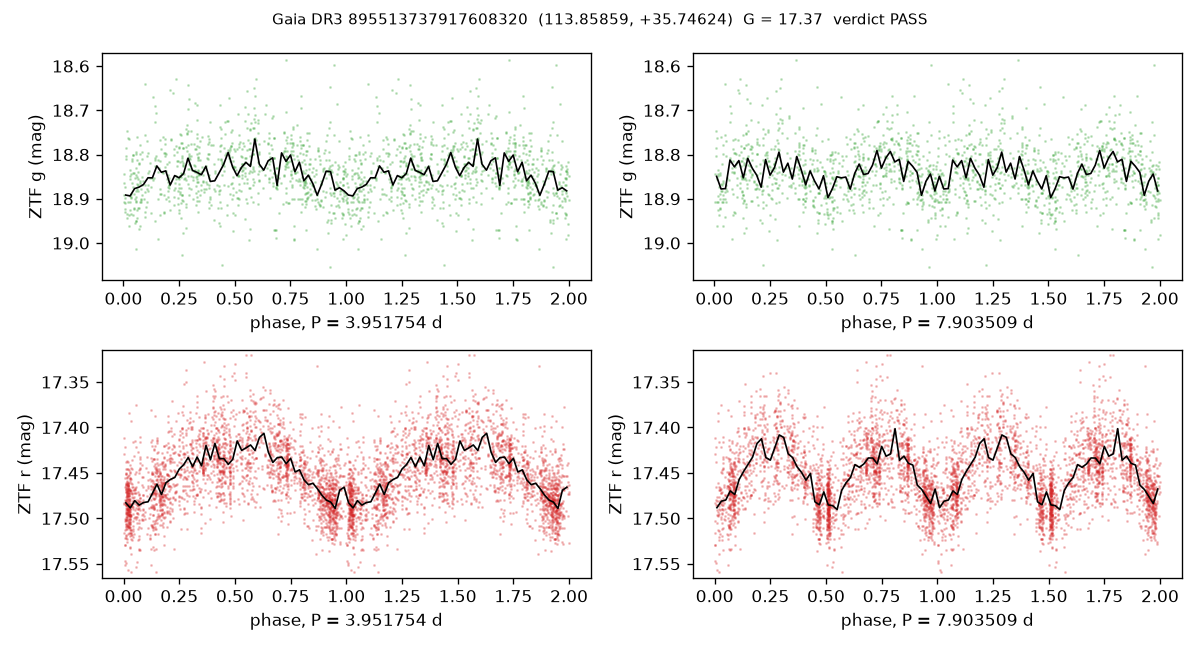 Gaia DR3 895513737917608320 (113.85859, +35.74624) G = 17.37 verdict PASS
18.6
18.7
18.8
18.9
19.0
ZTF g (mag)
0.00 0.25 0.50 0.75 1.00 1.25 1.50 1.75 2.00
phase, P = 3.951754 d
18.6
18.7
18.8
18.9
19.0
ZTF g (mag)
0.00 0.25 0.50 0.75 1.00 1.25 1.50 1.75 2.00
phase, P = 7.903509 d
17.35
17.40
17.45
17.50
17.55
ZTF r (mag)
0.00 0.25 0.50 0.75 1.00 1.25 1.50 1.75 2.00
phase, P = 3.951754 d
17.35
17.40
17.45
17.50
17.55
ZTF r (mag)
0.00 0.25 0.50 0.75 1.00 1.25 1.50 1.75 2.00
phase, P = 7.903509 d